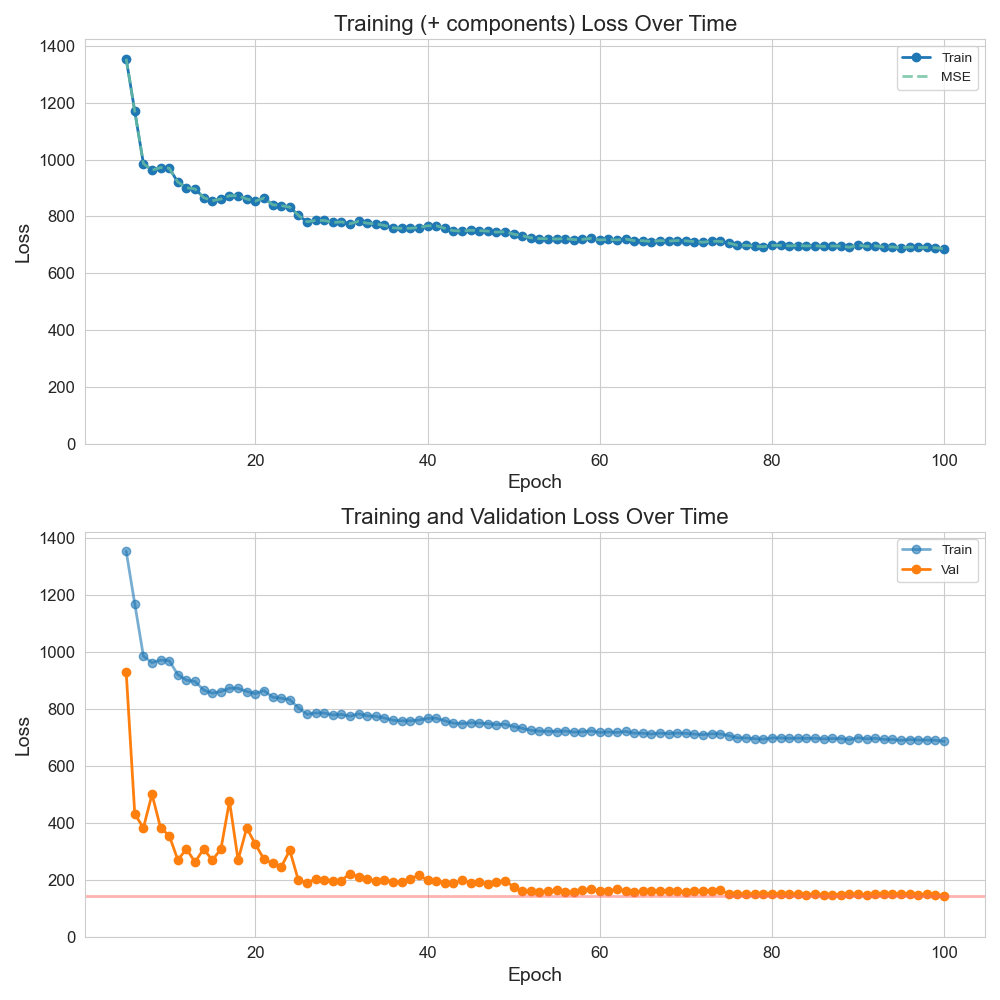 Training (+ components) Loss Over Time
1400
1200
1000
800
600
400
200
0
Loss
Train
MSE
20
40
60
80
100
Epoch
Training and Validation Loss Over Time
1400
1200
1000
800
600
400
200
0
Loss
Train
Val
20
40
60
80
100
Epoch